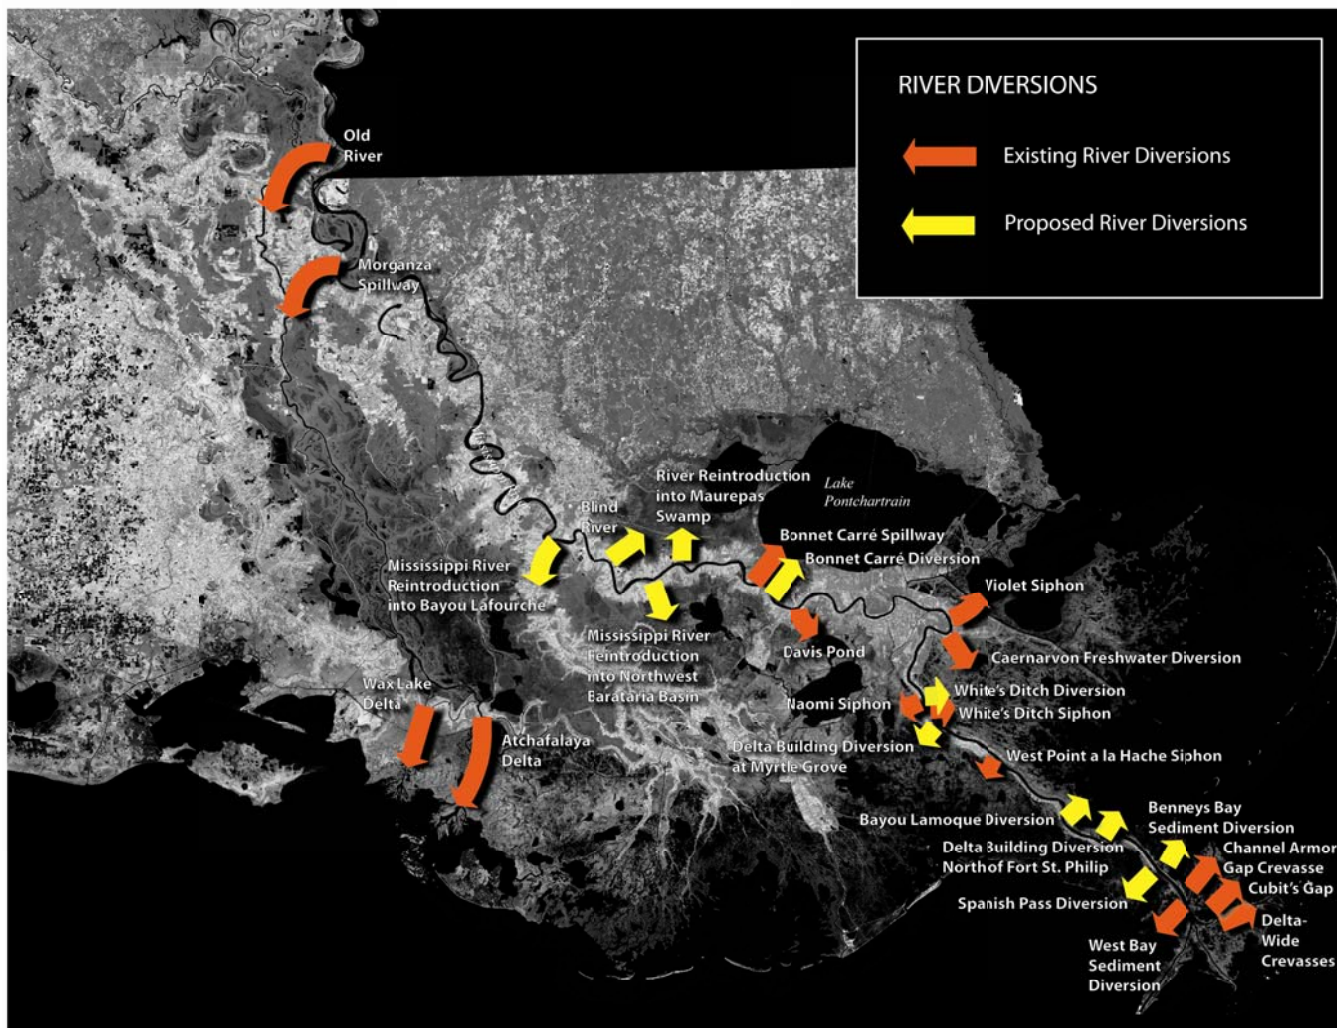 RIVER DIVERSIONS
Existing River Diversions
Proposed River Diversions
Old
River
Morganza
Spillway
River Reintroduction
into Maurepas
Swamp
Lake
Pontchartrain
Blind
River
Bonnet Carré Spillway
Bonnet Carré Diversion
Mississippi River
Reintroduction
into Bayou Lafourche
Violet Siphon
Mississippi River
Reintroduction
into Northwest
Barataria Basin
Davis Pond
Caernarvon Freshwater Diversion
Wax Lake
Delta
White's Ditch Diversion
Naomi Siphon
White's Ditch Siphon
Atchafalaya
Delta
Delta Building Diversion
at Myrtle Grove
West Point a la Hache Siphon
Bayou Lamoque Diversion
Benneys Bay
Sediment Diversion
Delta Building Diversion
Northof Fort St. Philip
Channel Armor
Gap Crevasse
Cubit's Gap
Spanish Pass Diversion
Delta-
Wide
Crevasses
West Bay
Sediment
Diversion